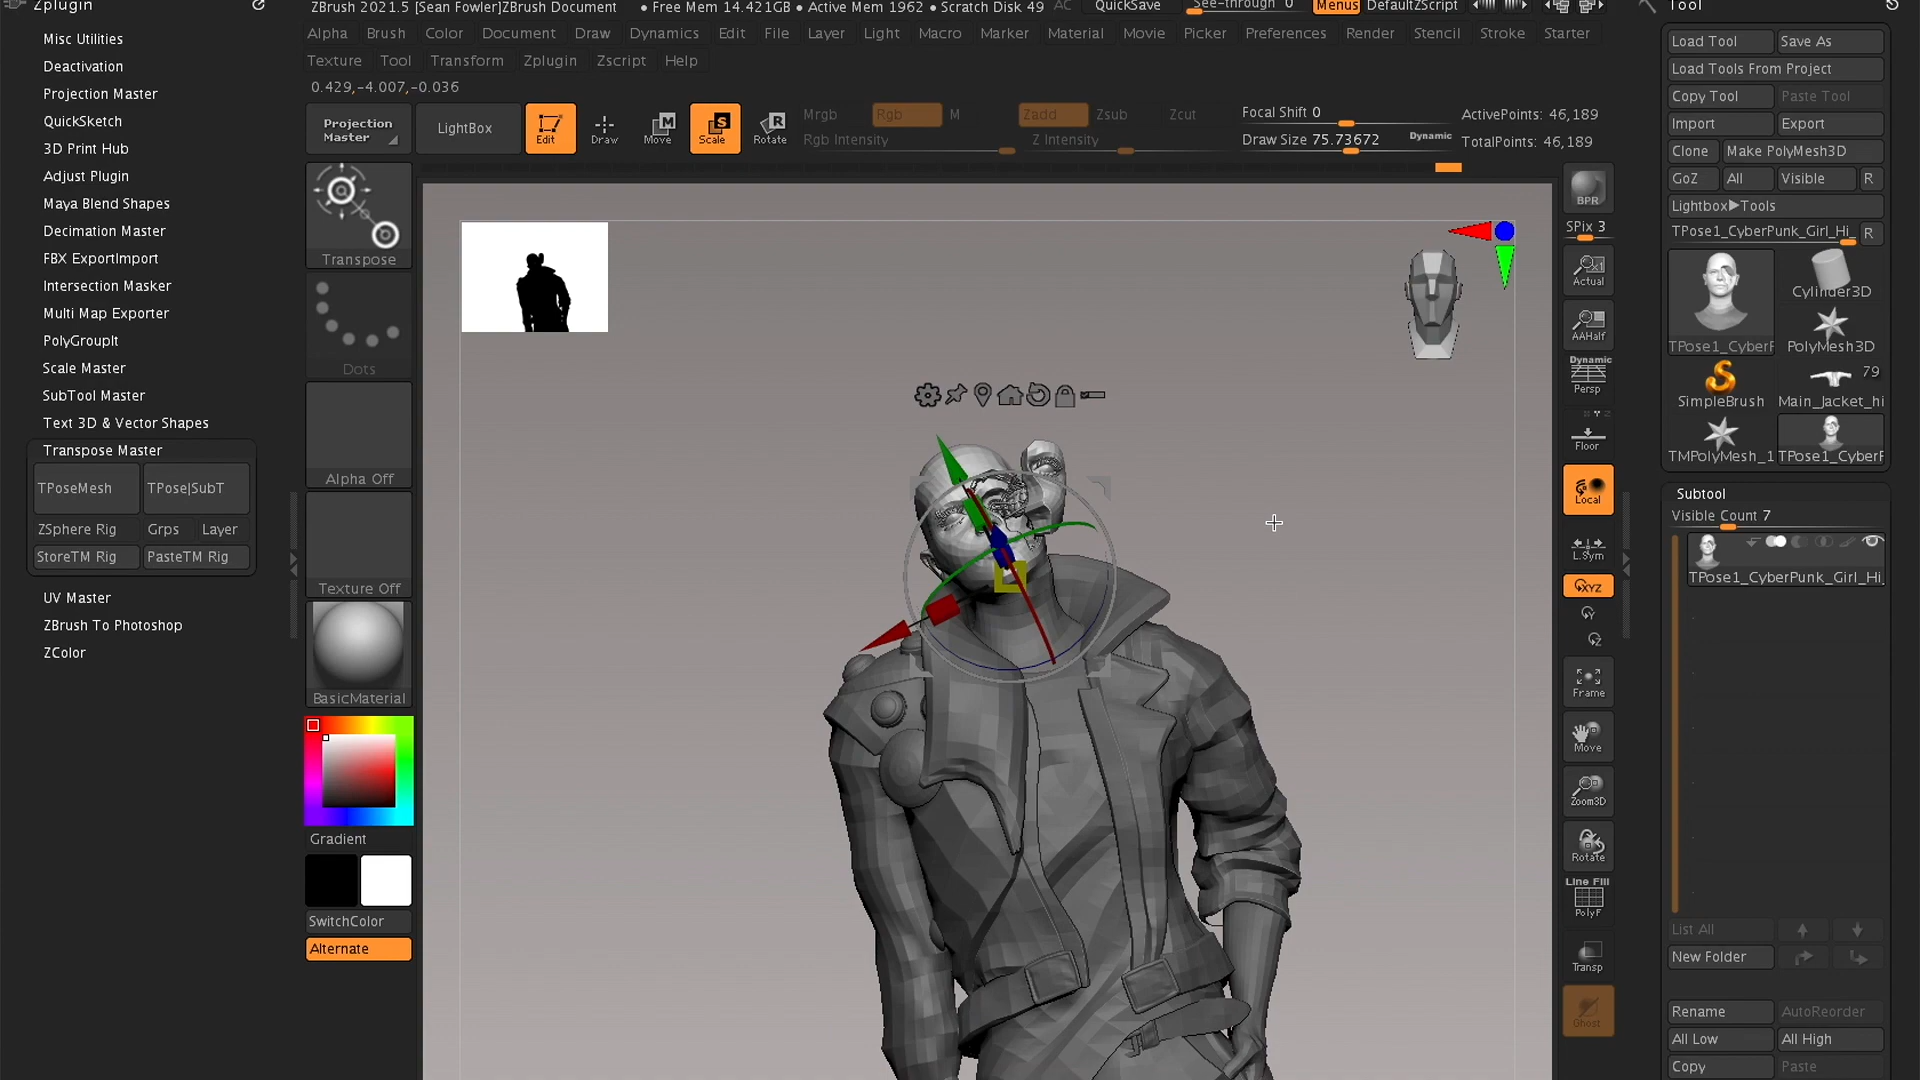 Zplugin
Misc Utilities
Deactivation
Projection Master
QuickSketch
3D Print Hub
Adjust Plugin
Maya Blend Shapes
Decimation Master
FBX ExportImport
Intersection Masker
Multi Map Exporter
PolyGroupIt
Scale Master
SubTool Master
Text 3D & Vector Shapes
Transpose Master
TPoseMesh TPose|SubT
ZSphere Rig Grps Layer
StoreTM Rig PasteTM Rig
UV Master
ZBrush To Photoshop
ZColor
ZBrush 2021.5 [Sean Fowler]ZBrush Document • Free Mem 14.421GB • Active Mem 1962 • Scratch Disk 49 AC QuickSave See-through 0 Menus DefaultZScript
Alpha Brush Color Document Draw Dynamics Edit File Layer Light Macro Marker Material Movie Picker Preferences Render Stencil Stroke Starter
Texture Tool Transform Zplugin Zscript Help
0.429,-4.007,-0.036
Projection Master
LightBox
Edit
Draw
M
Move
S
Scale
R
Rotate
Mrgb Rgb M
Rgb Intensity
Zadd Zsub Zcut
Z Intensity
Focal Shift 0
Draw Size 75.73672 Dynamic
ActivePoints: 46,189
TotalPoints: 46,189
Transpose
Dots
Alpha Off
Texture Off
BasicMaterial
Gradient
SwitchColor
Alternate
BPR
SPix 3
x1
Actual
AAHalf
Dynamic
Persp
Floor
Local
L.Sym
XYZ
Y
Z
Frame
Move
Zoom3D
Rotate
Line Fill
PolyF
Transp
Ghost
Tool
Load Tool Save As
Load Tools From Project
Copy Tool Paste Tool
Import Export
Clone Make PolyMesh3D
GoZ All Visible R
Lightbox▶Tools
TPose1_CyberPunk_Girl_Hi_ R
Cylinder3D
TPose1_CyberF PolyMesh3D
79
SimpleBrush Main_Jacket_hi
TMPolyMesh_1 TPose1_CyberF
Subtool
Visible Count 7
TPose1_CyberPunk_Girl_Hi_
List All
New Folder
Rename AutoReorder
All Low All High
Copy Paste